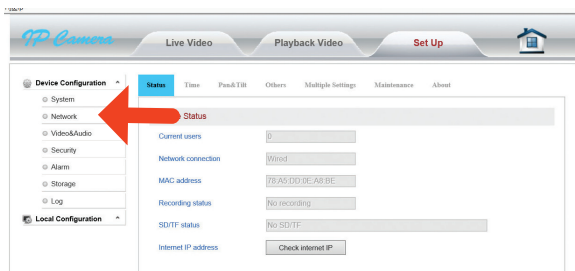 IP Camera
Live Video
Playback Video
Set Up
Device Configuration
System
Network
Video&Audio
Security
Alarm
Storage
Log
Local Configuration
Status Time Pan&Tilt Others Multiple Settings Maintenance About
Status
Current users 0
Network connection Wired
MAC address 78:A5:DD:0E:A8:BE
Recording status No recording
SD/TF status No SD/TF
Internet IP address Check internet IP